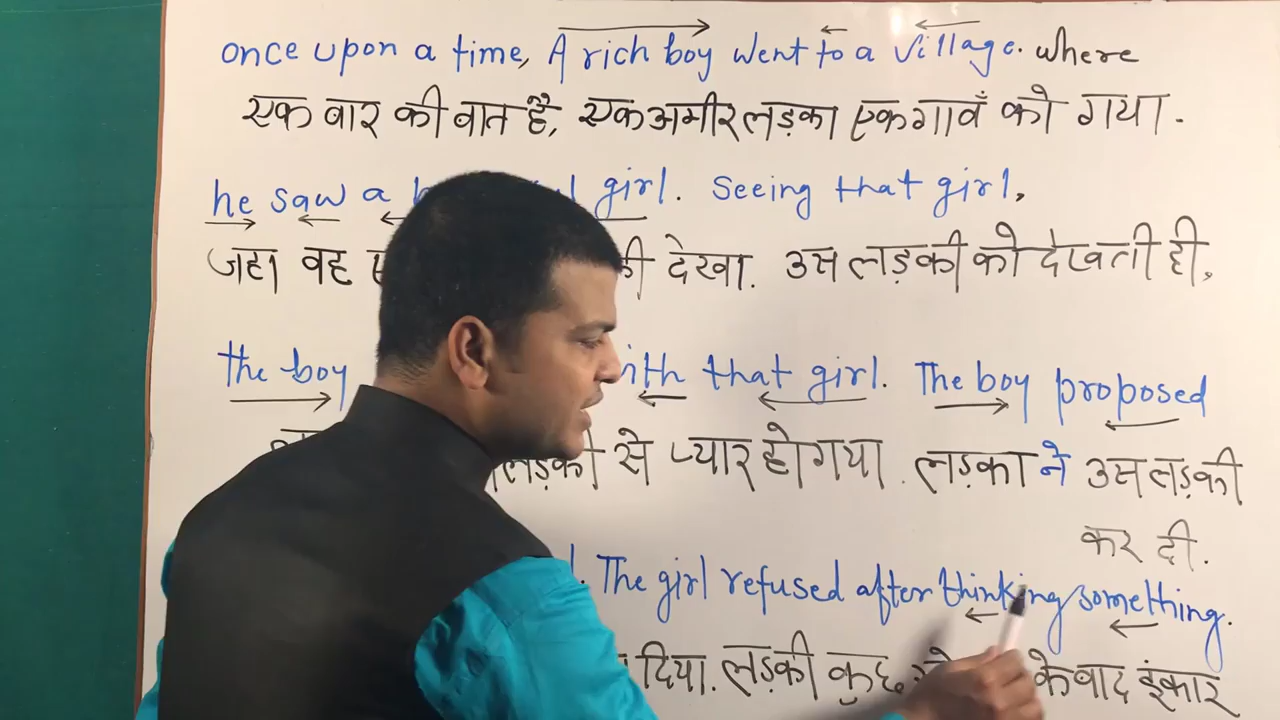 once upon a time, A rich boy went to a village. where
एक बार की बात है, एक अमीर लड़का एक गावँ को गया.
he saw a girl. Seeing that girl,
जहा वह की देखा. उस लड़की को देखती ही,
the boy with that girl. The boy proposed
लड़की से प्यार हो गया. लड़का ने उस लड़की
कर दी.
The girl refused after thinking something.
दिया. लड़की कुछ के बाद इंकार